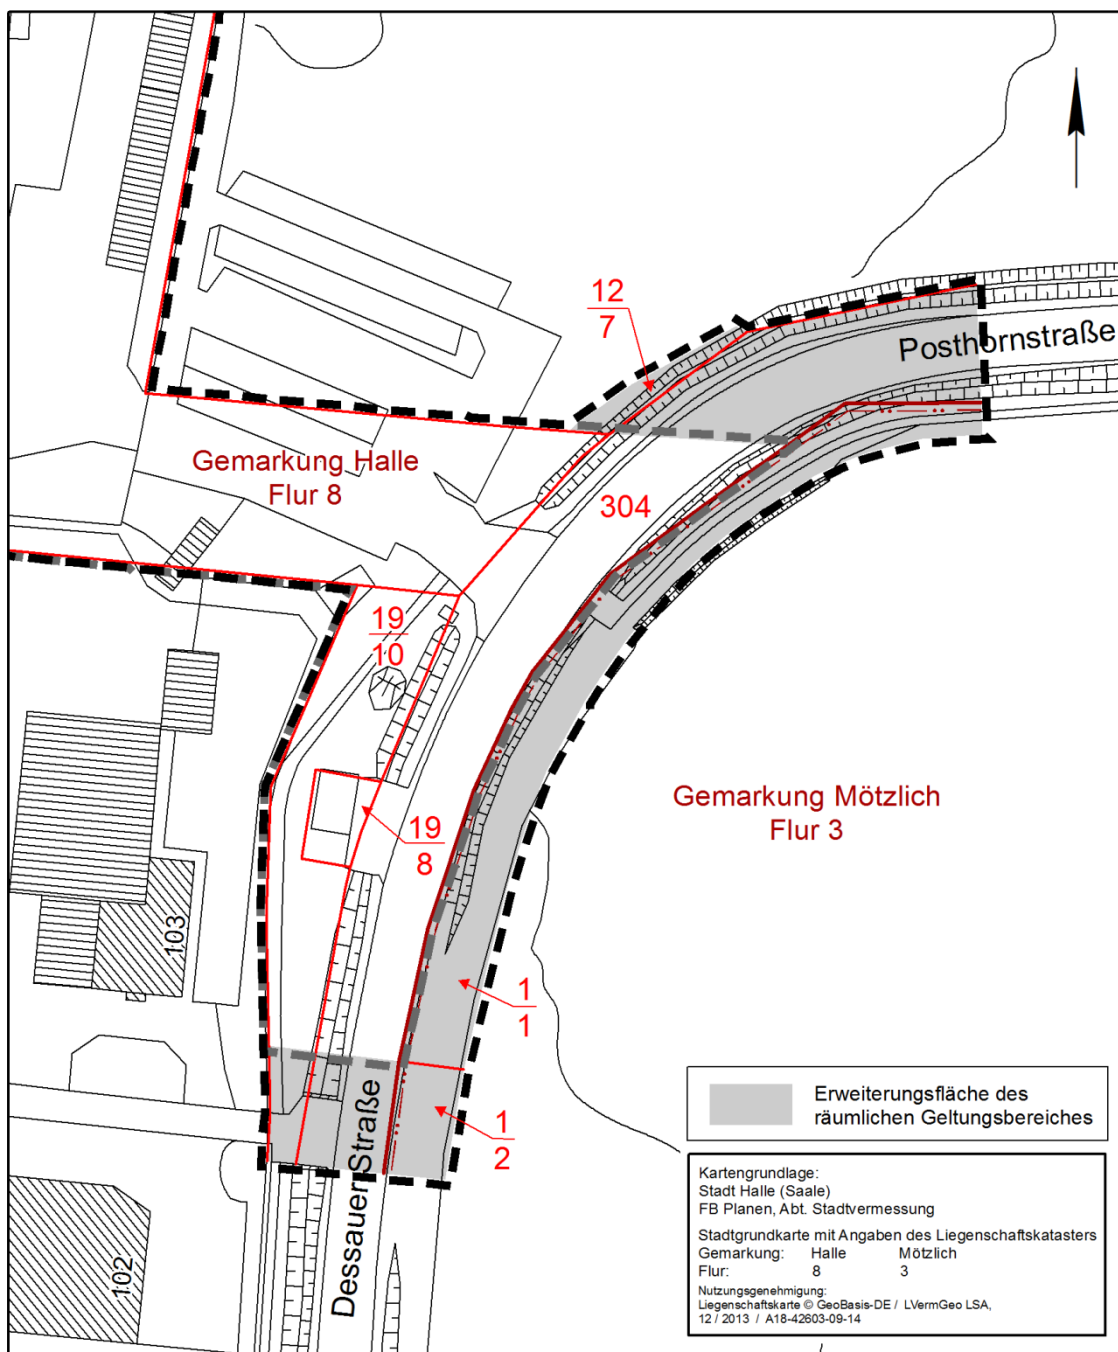 12
7
Posthornstraße
Gemarkung Halle
Flur 8
304
19
10
Gemarkung Mötzlich
Flur 3
19
8
103
1
1
1
2
Dessauer Straße
102
Erweiterungsfläche des
räumlichen Geltungsbereiches
Kartengrundlage:
Stadt Halle (Saale)
FB Planen, Abt. Stadtvermessung
Stadtgrundkarte mit Angaben des Liegenschaftskatasters
Gemarkung: Halle Mötzlich
Flur: 8 3
Nutzungsgenehmigung:
Liegenschaftskarte © GeoBasis-DE / LVermGeo LSA,
12 / 2013 / A18-42603-09-14